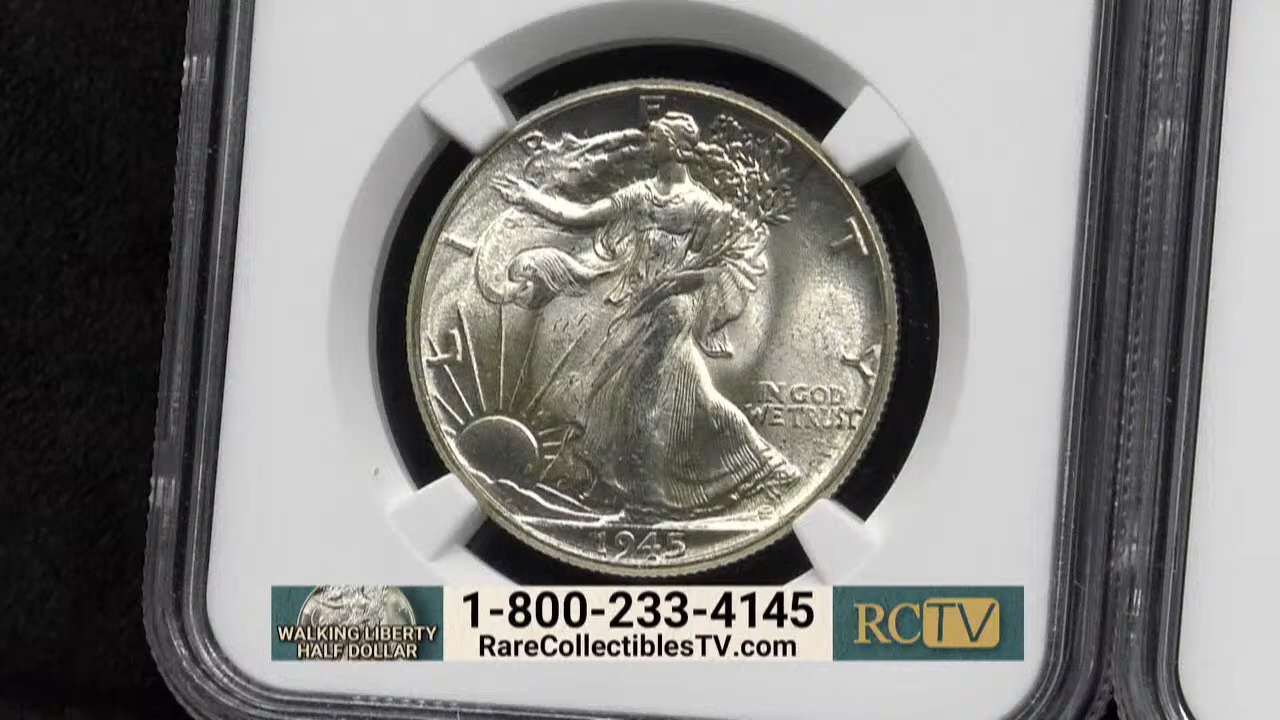 LIBERTY
IN GOD
WE TRUST
1945
WALKING LIBERTY
HALF DOLLAR
1-800-233-4145
RareCollectiblesTV.com
RCTV